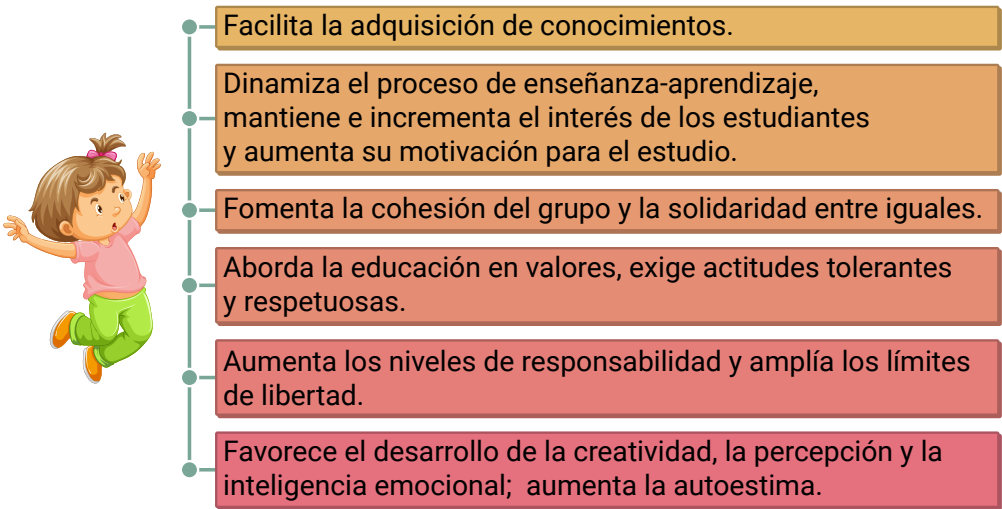 Facilita la adquisición de conocimientos.
Dinamiza el proceso de enseñanza-aprendizaje,
mantiene e incrementa el interés de los estudiantes
y aumenta su motivación para el estudio.
Fomenta la cohesión del grupo y la solidaridad entre iguales.
Aborda la educación en valores, exige actitudes tolerantes
y respetuosas.
Aumenta los niveles de responsabilidad y amplía los límites
de libertad.
Favorece el desarrollo de la creatividad, la percepción y la
inteligencia emocional;  aumenta la autoestima.